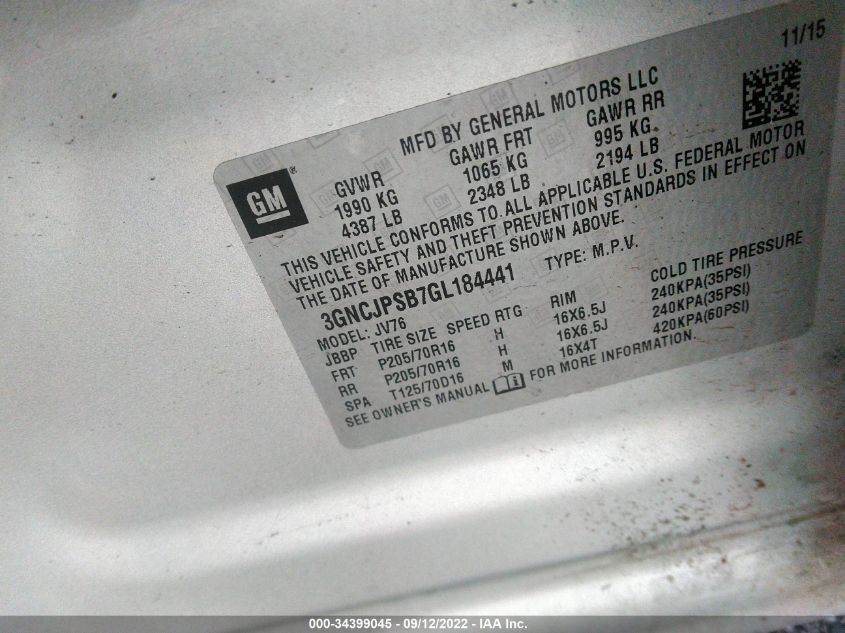 11/15
MFD BY GENERAL MOTORS LLC
GM
GVWR GAWR FRT GAWR RR
1990 KG 1065 KG 995 KG
4387 LB 2348 LB 2194 LB
THIS VEHICLE CONFORMS TO ALL APPLICABLE U.S. FEDERAL MOTOR
VEHICLE SAFETY AND THEFT PREVENTION STANDARDS IN EFFECT ON
THE DATE OF MANUFACTURE SHOWN ABOVE.
3GNCJPSB7GL184441 TYPE: M.P.V.
MODEL: JV76
JBBP TIRE SIZE SPEED RTG RIM COLD TIRE PRESSURE
FRT P205/70R16 H 16X6.5J 240KPA(35PSI)
RR P205/70R16 H 16X6.5J 240KPA(35PSI)
SPA T125/70D16 M 16X4T 420KPA(60PSI)
SEE OWNER'S MANUAL FOR MORE INFORMATION.
000-34399045 - 09/12/2022 - IAA Inc.